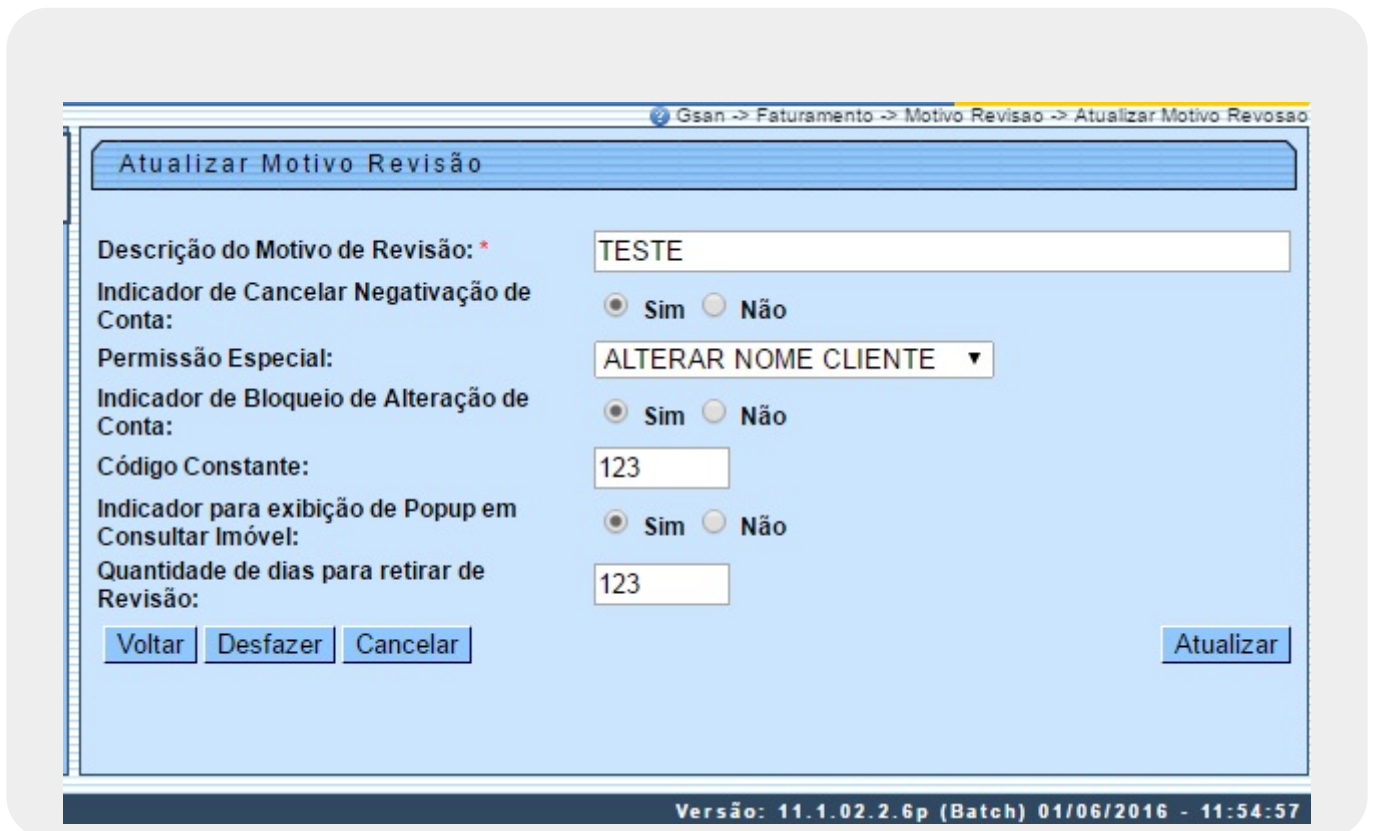 Gsan -> Faturamento -> Motivo Revisao -> Atualizar Motivo Revosao
Atualizar Motivo Revisão
Descrição do Motivo de Revisão: * TESTE
Indicador de Cancelar Negativação de
Conta: Sim Não
Permissão Especial: ALTERAR NOME CLIENTE
Indicador de Bloqueio de Alteração de
Conta: Sim Não
Código Constante: 123
Indicador para exibição de Popup em
Consultar Imóvel: Sim Não
Quantidade de dias para retirar de
Revisão: 123
Voltar Desfazer Cancelar Atualizar
Versão: 11.1.02.2.6p (Batch) 01/06/2016 - 11:54:57